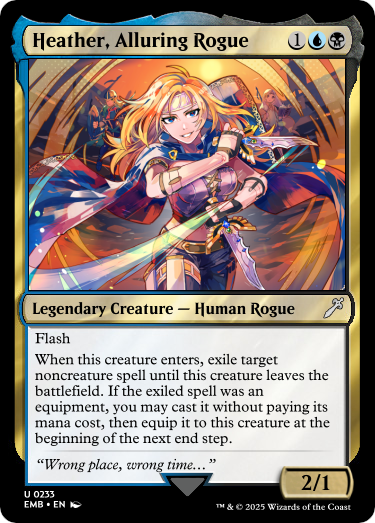 Heather, Alluring Rogue 1
Legendary Creature — Human Rogue
Flash
When this creature enters, exile target
noncreature spell until this creature leaves the
battlefield. If the exiled spell was an
equipment, you may cast it without paying its
mana cost, then equip it to this creature at the
beginning of the next end step.
“Wrong place, wrong time…”
2/1
U 0233
EMB • EN
™ & © 2025 Wizards of the Coast